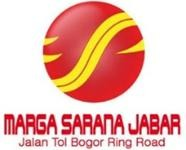 MARGA SARANA JABAR
Jalan Tol Bogor Ring Road